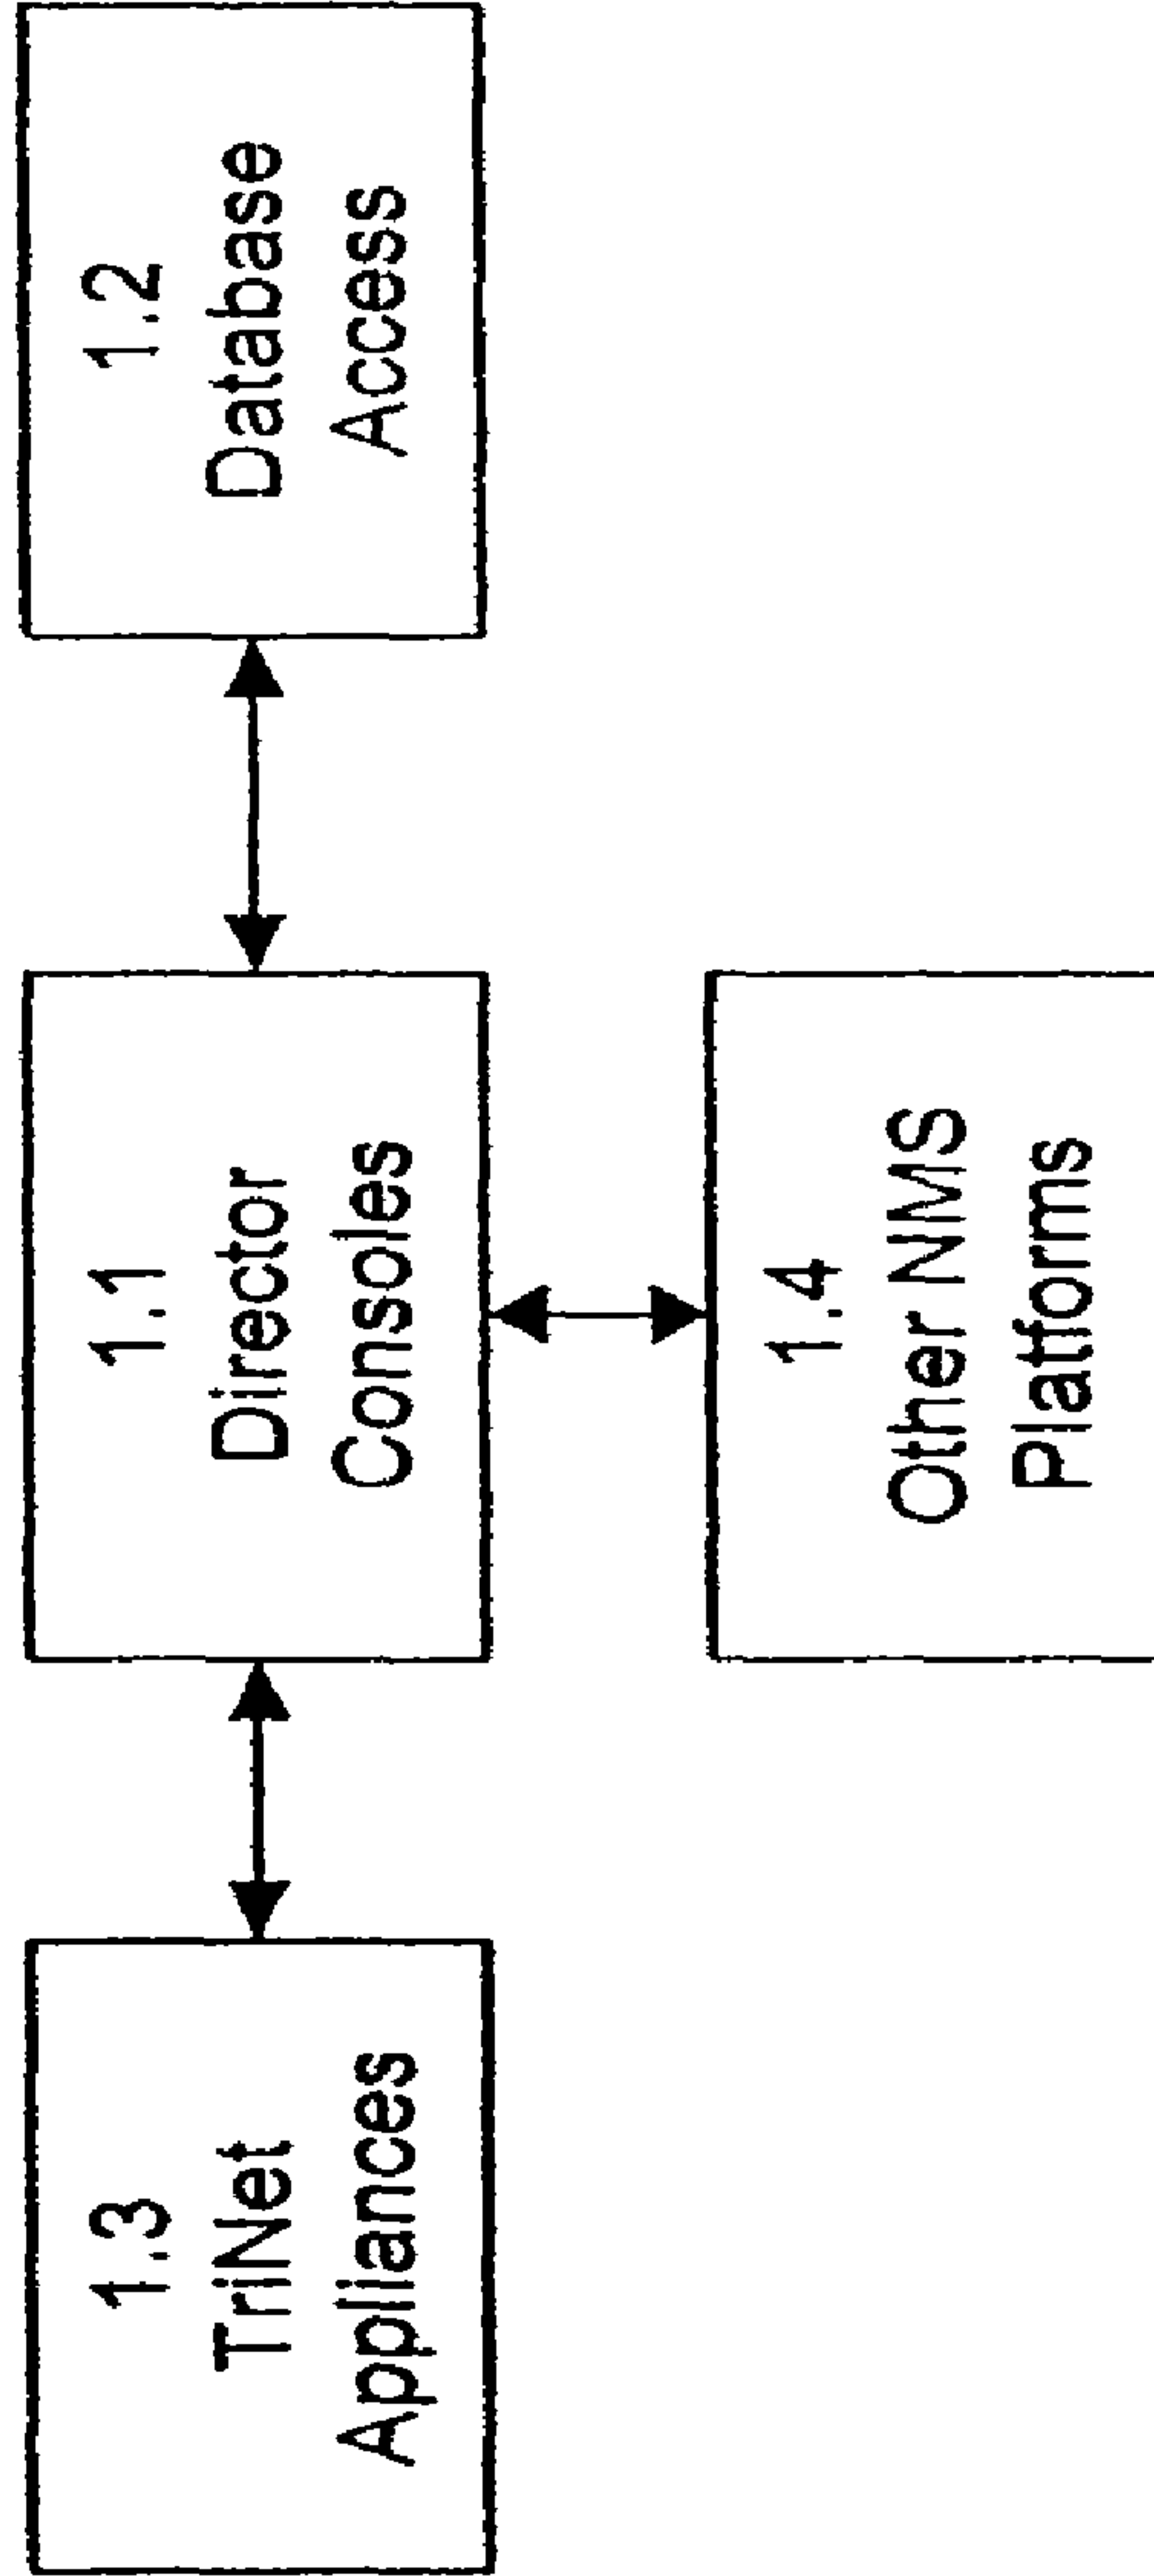 1.3
TriNet
Appliances
1.1
Director
Consoles
1.2
Database
Access
1.4
Other NMS
Platforms